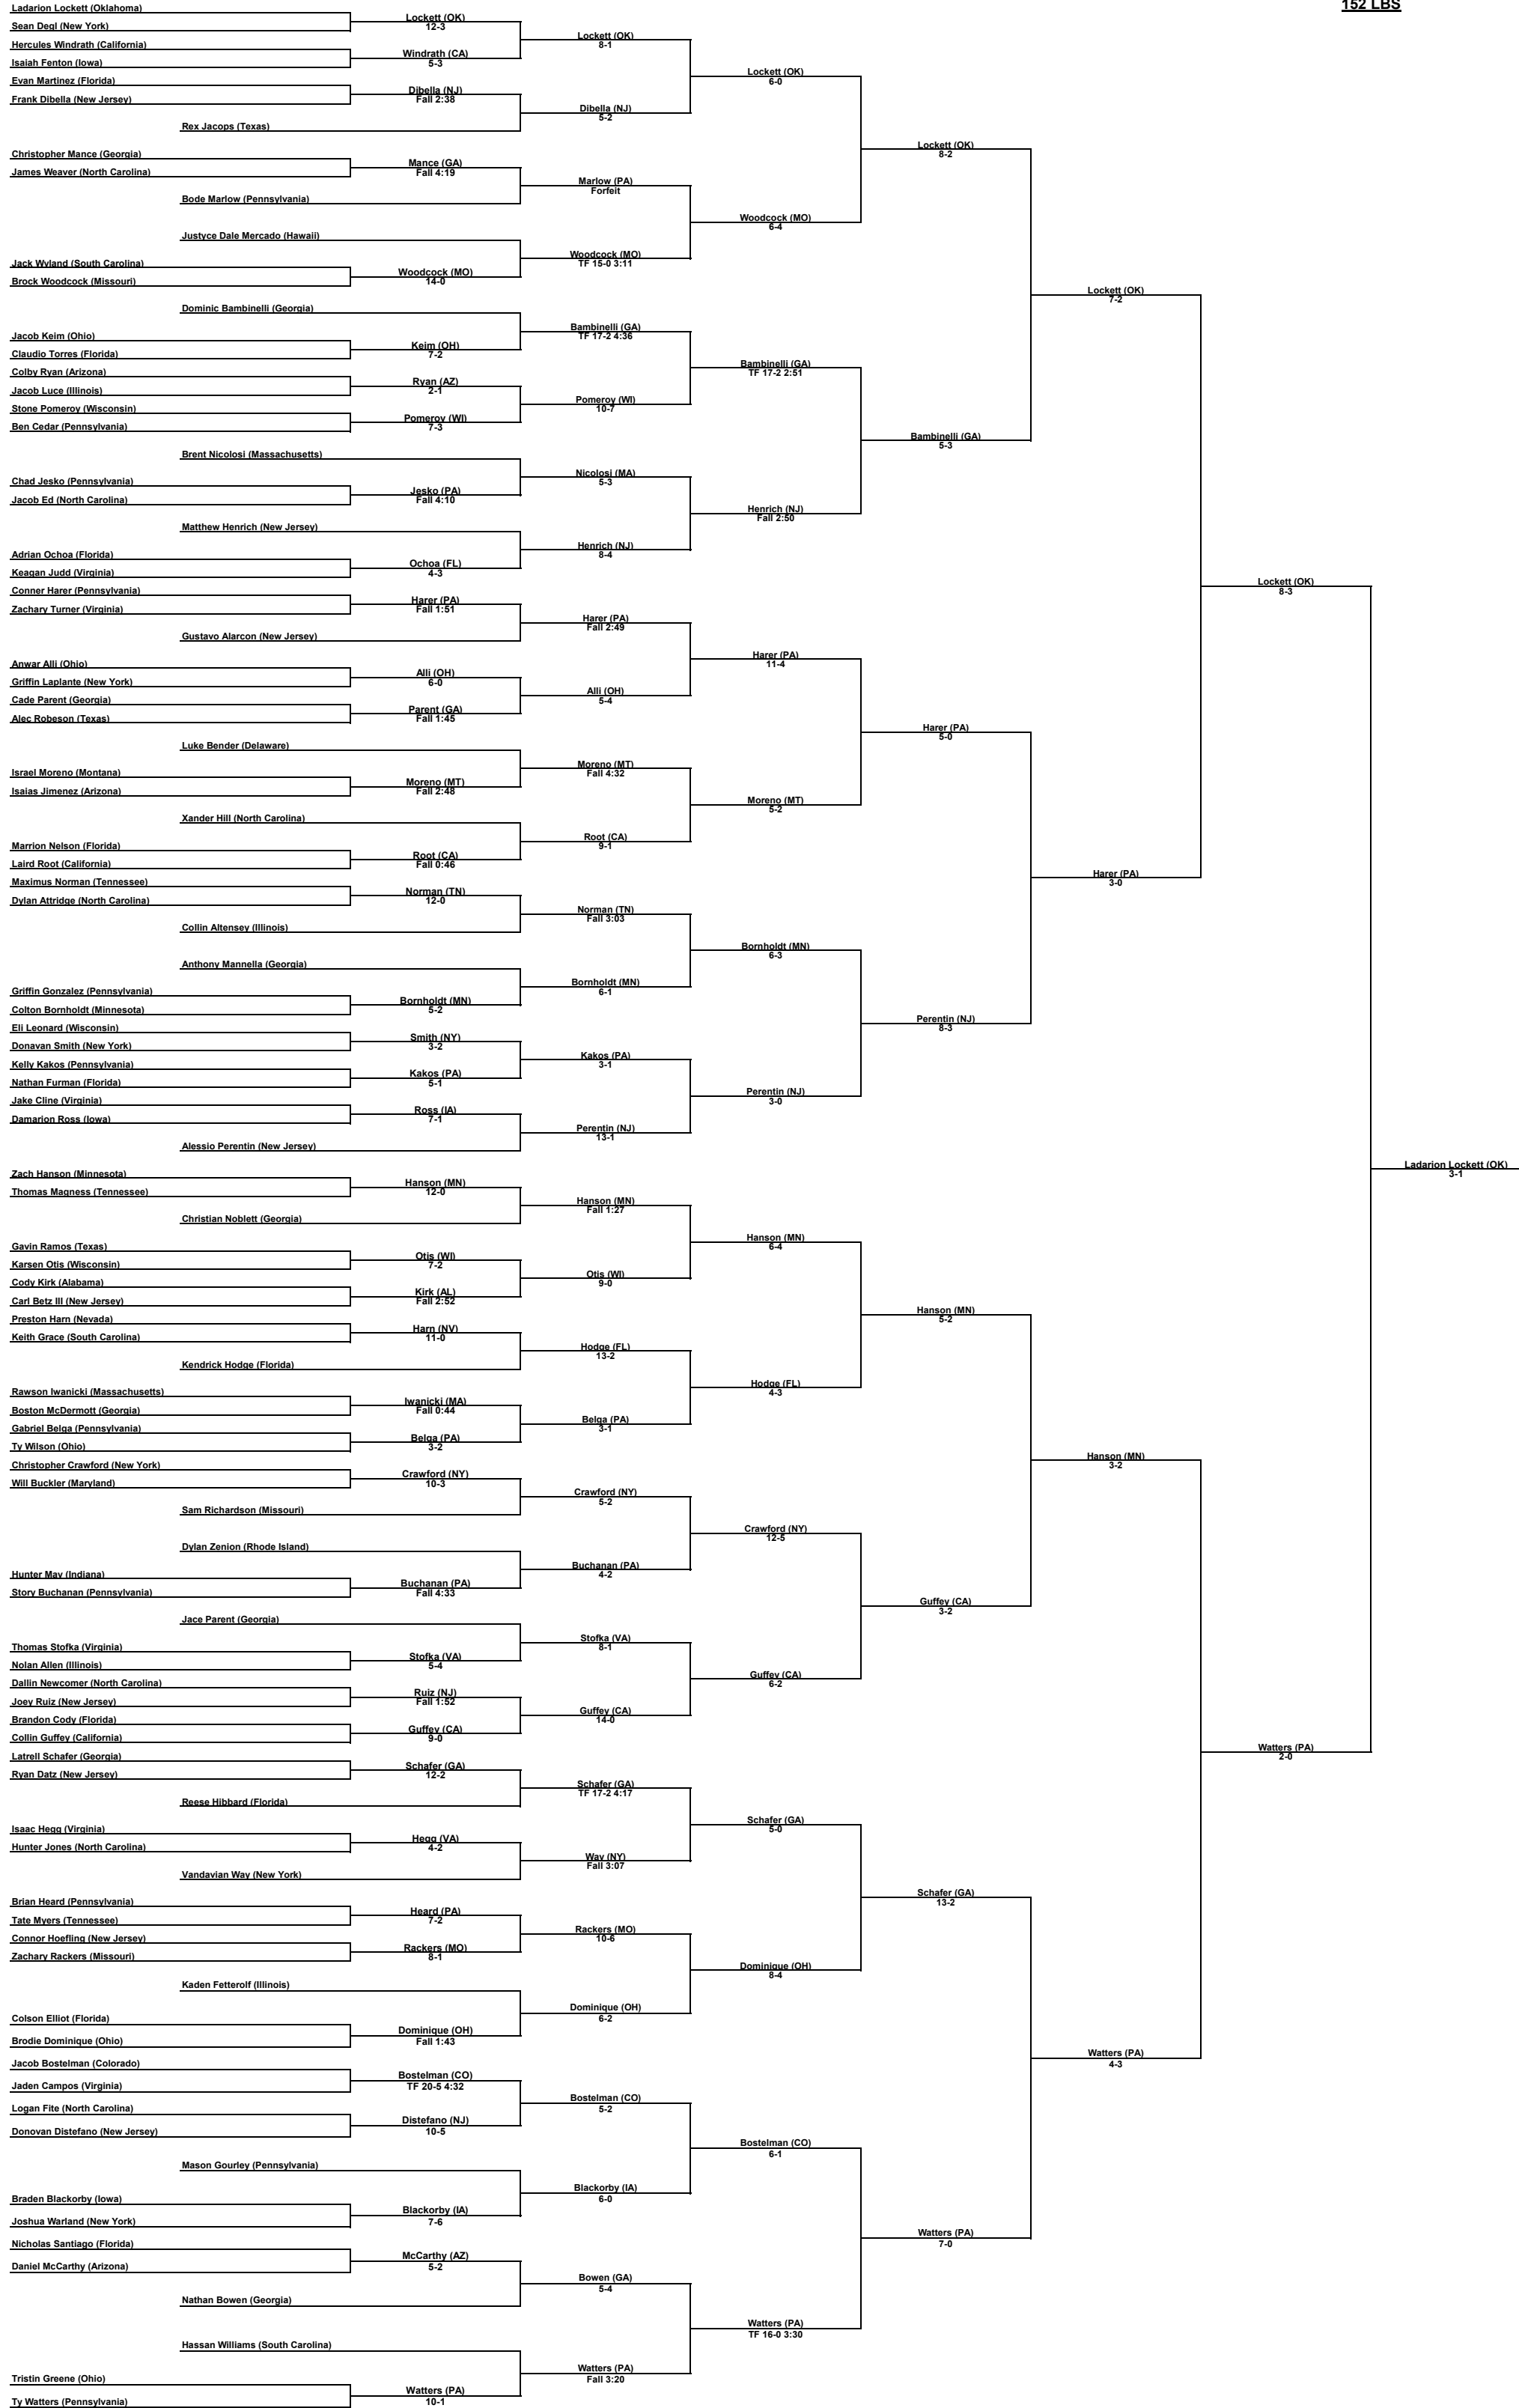 152 LBS
Ladarion Lockett (Oklahoma)
Sean Degl (New York)
Lockett (OK)
12-3
Hercules Windrath (California)
Isaiah Fenton (Iowa)
Windrath (CA)
5-3
Lockett (OK)
8-1
Evan Martinez (Florida)
Frank Dibella (New Jersey)
Dibella (NJ)
Fall 2:38
Rex Jacops (Texas)
Dibella (NJ)
5-2
Lockett (OK)
6-0
Christopher Mance (Georgia)
James Weaver (North Carolina)
Mance (GA)
Fall 4:19
Bode Marlow (Pennsylvania)
Marlow (PA)
Forfeit
Justyce Dale Mercado (Hawaii)
Jack Wyland (South Carolina)
Brock Woodcock (Missouri)
Woodcock (MO)
14-0
Woodcock (MO)
TF 15-0 3:11
Woodcock (MO)
6-4
Lockett (OK)
8-2
Dominic Bambinelli (Georgia)
Jacob Keim (Ohio)
Claudio Torres (Florida)
Keim (OH)
7-2
Bambinelli (GA)
TF 17-2 4:36
Colby Ryan (Arizona)
Jacob Luce (Illinois)
Ryan (AZ)
2-1
Stone Pomeroy (Wisconsin)
Ben Cedar (Pennsylvania)
Pomeroy (WI)
7-3
Pomeroy (WI)
10-7
Bambinelli (GA)
TF 17-2 2:51
Brent Nicolosi (Massachusetts)
Chad Jesko (Pennsylvania)
Jacob Ed (North Carolina)
Jesko (PA)
Fall 4:10
Nicolosi (MA)
5-3
Matthew Henrich (New Jersey)
Adrian Ochoa (Florida)
Keagan Judd (Virginia)
Ochoa (FL)
4-3
Henrich (NJ)
8-4
Henrich (NJ)
Fall 2:50
Bambinelli (GA)
5-3
Lockett (OK)
7-2
Conner Harer (Pennsylvania)
Zachary Turner (Virginia)
Harer (PA)
Fall 1:51
Gustavo Alarcon (New Jersey)
Harer (PA)
Fall 2:49
Anwar Alli (Ohio)
Griffin Laplante (New York)
Alli (OH)
6-0
Cade Parent (Georgia)
Alec Robeson (Texas)
Parent (GA)
Fall 1:45
Alli (OH)
5-4
Harer (PA)
11-4
Luke Bender (Delaware)
Israel Moreno (Montana)
Isaias Jimenez (Arizona)
Moreno (MT)
Fall 2:48
Moreno (MT)
Fall 4:32
Xander Hill (North Carolina)
Marrion Nelson (Florida)
Laird Root (California)
Root (CA)
Fall 0:46
Root (CA)
9-1
Moreno (MT)
5-2
Harer (PA)
5-0
Maximus Norman (Tennessee)
Dylan Attridge (North Carolina)
Norman (TN)
12-0
Collin Altensey (Illinois)
Norman (TN)
Fall 3:03
Anthony Mannella (Georgia)
Griffin Gonzalez (Pennsylvania)
Colton Bornholdt (Minnesota)
Bornholdt (MN)
5-2
Bornholdt (MN)
6-1
Bornholdt (MN)
6-3
Eli Leonard (Wisconsin)
Donavan Smith (New York)
Smith (NY)
3-2
Kelly Kakos (Pennsylvania)
Nathan Furman (Florida)
Kakos (PA)
5-1
Kakos (PA)
3-1
Jake Cline (Virginia)
Damarion Ross (Iowa)
Ross (IA)
7-1
Alessio Perentin (New Jersey)
Perentin (NJ)
13-1
Perentin (NJ)
3-0
Perentin (NJ)
8-3
Harer (PA)
3-0
Lockett (OK)
8-3
Zach Hanson (Minnesota)
Thomas Magness (Tennessee)
Hanson (MN)
12-0
Christian Noblett (Georgia)
Hanson (MN)
Fall 1:27
Gavin Ramos (Texas)
Karsen Otis (Wisconsin)
Otis (WI)
7-2
Cody Kirk (Alabama)
Carl Betz III (New Jersey)
Kirk (AL)
Fall 2:52
Otis (WI)
9-0
Hanson (MN)
6-4
Preston Harn (Nevada)
Keith Grace (South Carolina)
Harn (NV)
11-0
Kendrick Hodge (Florida)
Hodge (FL)
13-2
Rawson Iwanicki (Massachusetts)
Boston McDermott (Georgia)
Iwanicki (MA)
Fall 0:44
Gabriel Belga (Pennsylvania)
Ty Wilson (Ohio)
Belga (PA)
3-2
Belga (PA)
3-1
Hodge (FL)
4-3
Hanson (MN)
5-2
Christopher Crawford (New York)
Will Buckler (Maryland)
Crawford (NY)
10-3
Sam Richardson (Missouri)
Crawford (NY)
5-2
Dylan Zenion (Rhode Island)
Hunter May (Indiana)
Story Buchanan (Pennsylvania)
Buchanan (PA)
Fall 4:33
Buchanan (PA)
4-2
Crawford (NY)
12-5
Jace Parent (Georgia)
Thomas Stofka (Virginia)
Nolan Allen (Illinois)
Stofka (VA)
5-4
Stofka (VA)
8-1
Dallin Newcomer (North Carolina)
Joey Ruiz (New Jersey)
Ruiz (NJ)
Fall 1:52
Brandon Cody (Florida)
Collin Guffey (California)
Guffey (CA)
9-0
Guffey (CA)
14-0
Guffey (CA)
6-2
Guffey (CA)
3-2
Hanson (MN)
3-2
Latrell Schafer (Georgia)
Ryan Datz (New Jersey)
Schafer (GA)
12-2
Reese Hibbard (Florida)
Schafer (GA)
TF 17-2 4:17
Isaac Hegg (Virginia)
Hunter Jones (North Carolina)
Hegg (VA)
4-2
Vandavian Way (New York)
Way (NY)
Fall 3:07
Schafer (GA)
5-0
Brian Heard (Pennsylvania)
Tate Myers (Tennessee)
Heard (PA)
7-2
Connor Hoefling (New Jersey)
Zachary Rackers (Missouri)
Rackers (MO)
8-1
Rackers (MO)
10-6
Kaden Fetterolf (Illinois)
Colson Elliot (Florida)
Brodie Dominique (Ohio)
Dominique (OH)
Fall 1:43
Dominique (OH)
6-2
Dominique (OH)
8-4
Schafer (GA)
13-2
Jacob Bostelman (Colorado)
Jaden Campos (Virginia)
Bostelman (CO)
TF 20-5 4:32
Logan Fite (North Carolina)
Donovan Distefano (New Jersey)
Distefano (NJ)
10-5
Bostelman (CO)
5-2
Mason Gourley (Pennsylvania)
Braden Blackorby (Iowa)
Joshua Warland (New York)
Blackorby (IA)
7-6
Blackorby (IA)
6-0
Bostelman (CO)
6-1
Nicholas Santiago (Florida)
Daniel McCarthy (Arizona)
McCarthy (AZ)
5-2
Nathan Bowen (Georgia)
Bowen (GA)
5-4
Hassan Williams (South Carolina)
Tristin Greene (Ohio)
Ty Watters (Pennsylvania)
Watters (PA)
10-1
Watters (PA)
Fall 3:20
Watters (PA)
TF 16-0 3:30
Watters (PA)
7-0
Watters (PA)
4-3
Watters (PA)
2-0
Ladarion Lockett (OK)
3-1